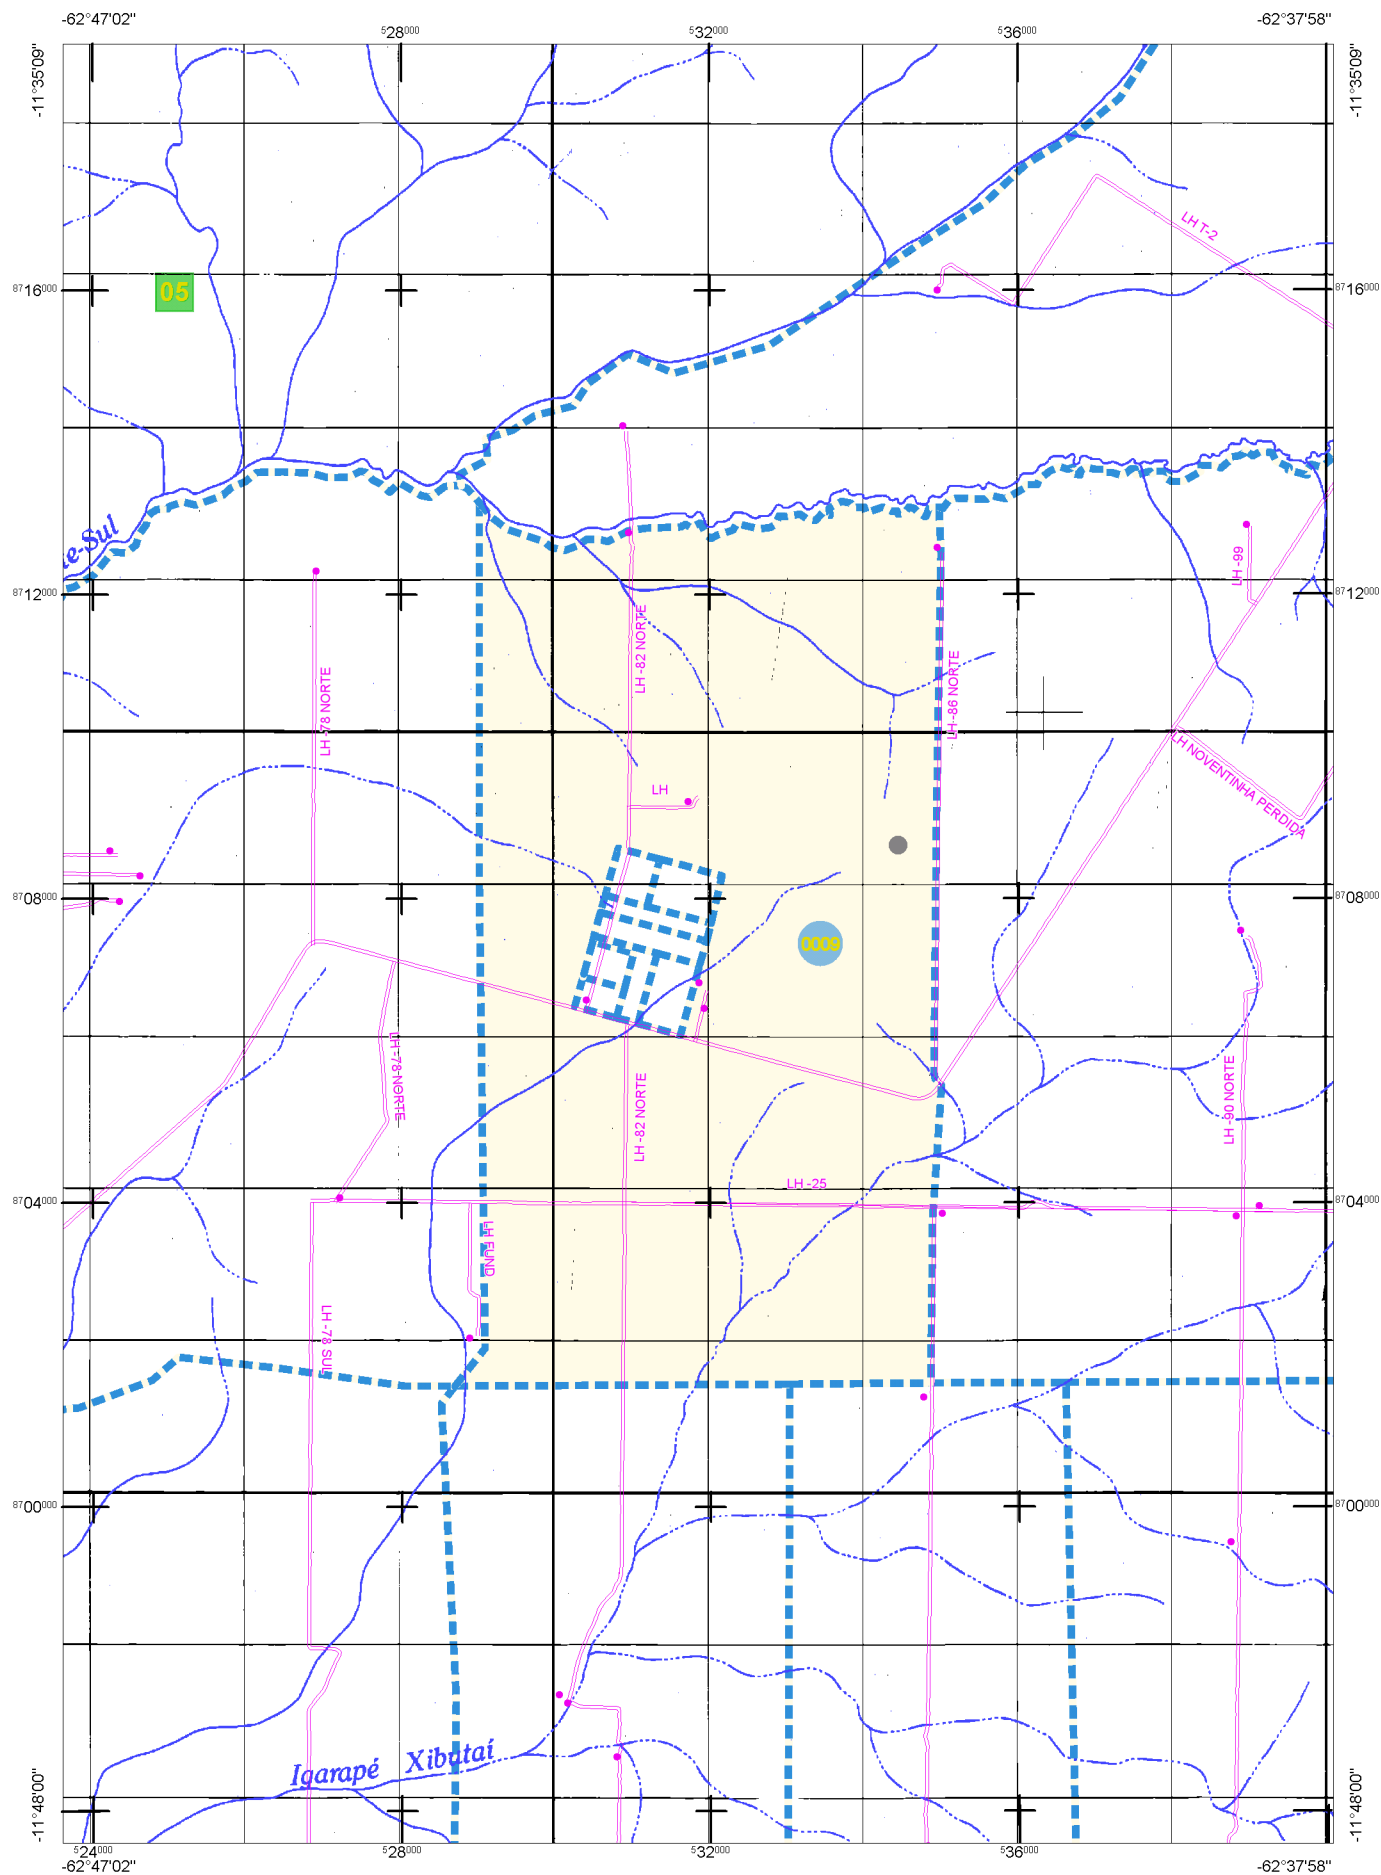 -62°47'02"
-62°37'58"
528000
532000
536000
-11°35'09"
-11°35'09"
LH T-2
05
8716000
8716000
te-Sul
LH -99
8712000
8712000
LH -82 NORTE
LH -86 NORTE
LH -78 NORTE
LH NOVENTINHA PERDIDA
LH
8708000
8708000
0009
LH -78-NORTE
LH -82 NORTE
LH -90 NORTE
LH -25
8704000
8704000
LH FUND
LH -78 SUL
8700000
8700000
Igarapé Xibutaí
-11°48'00"
-11°48'00"
524000
528000
532000
536000
-62°47'02"
-62°37'58"